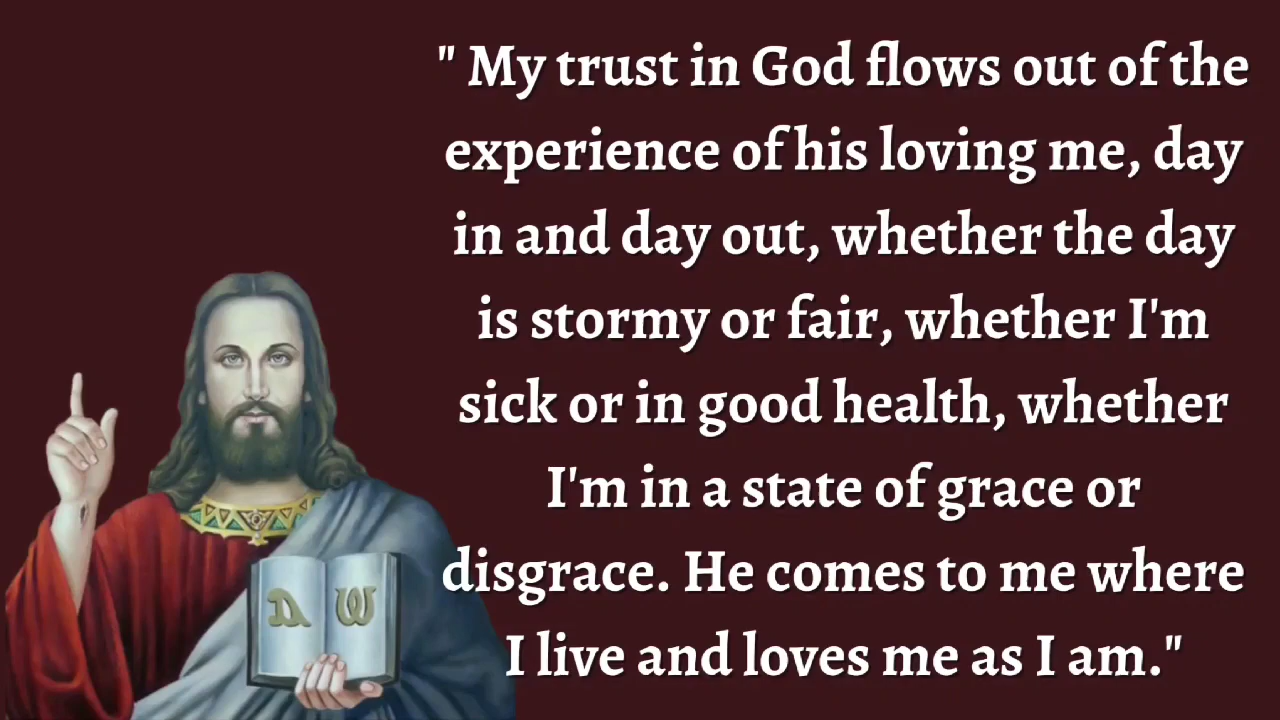 " My trust in God flows out of the
experience of his loving me, day
in and day out, whether the day
is stormy or fair, whether I'm
sick or in good health, whether
I'm in a state of grace or
disgrace. He comes to me where
I live and loves me as I am."